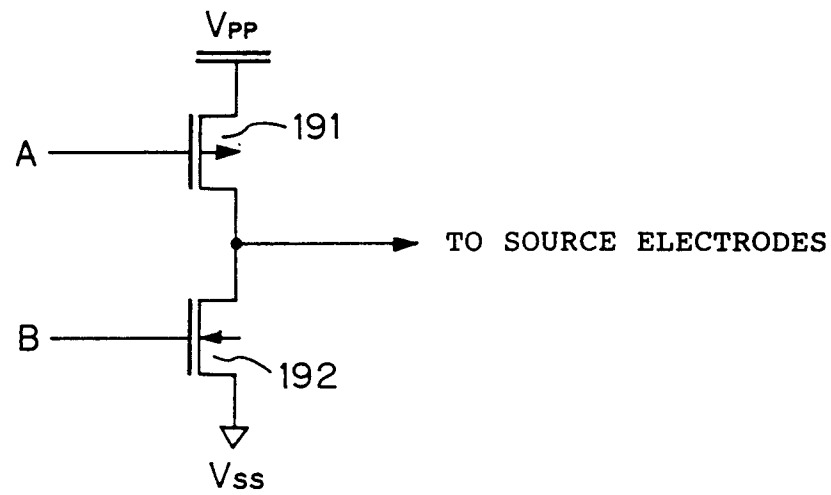 VPP
A
191
TO SOURCE ELECTRODES
B
192
Vss